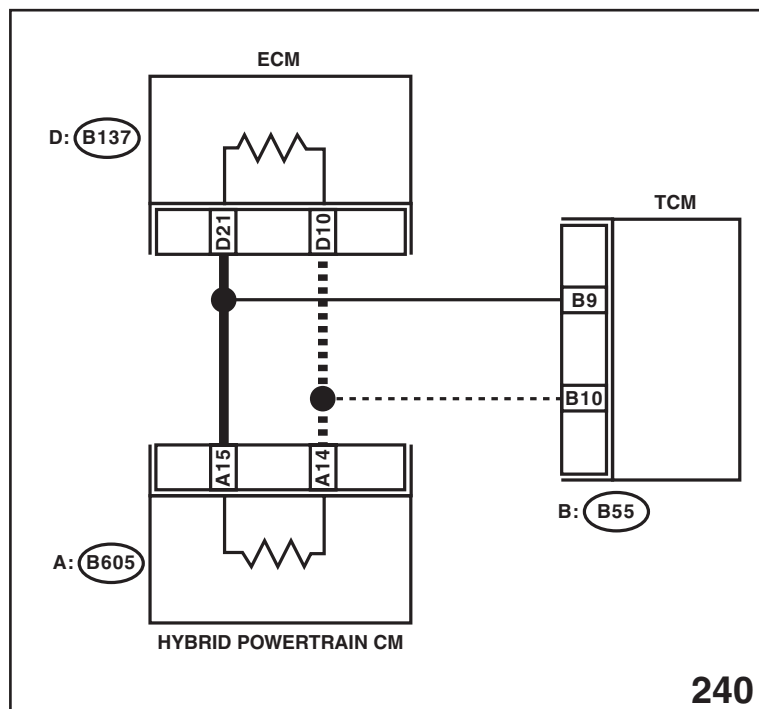 ECM
D: B137
D21
D10
TCM
B9
B10
B: B55
A15
A14
A: B605
HYBRID POWERTRAIN CM
240